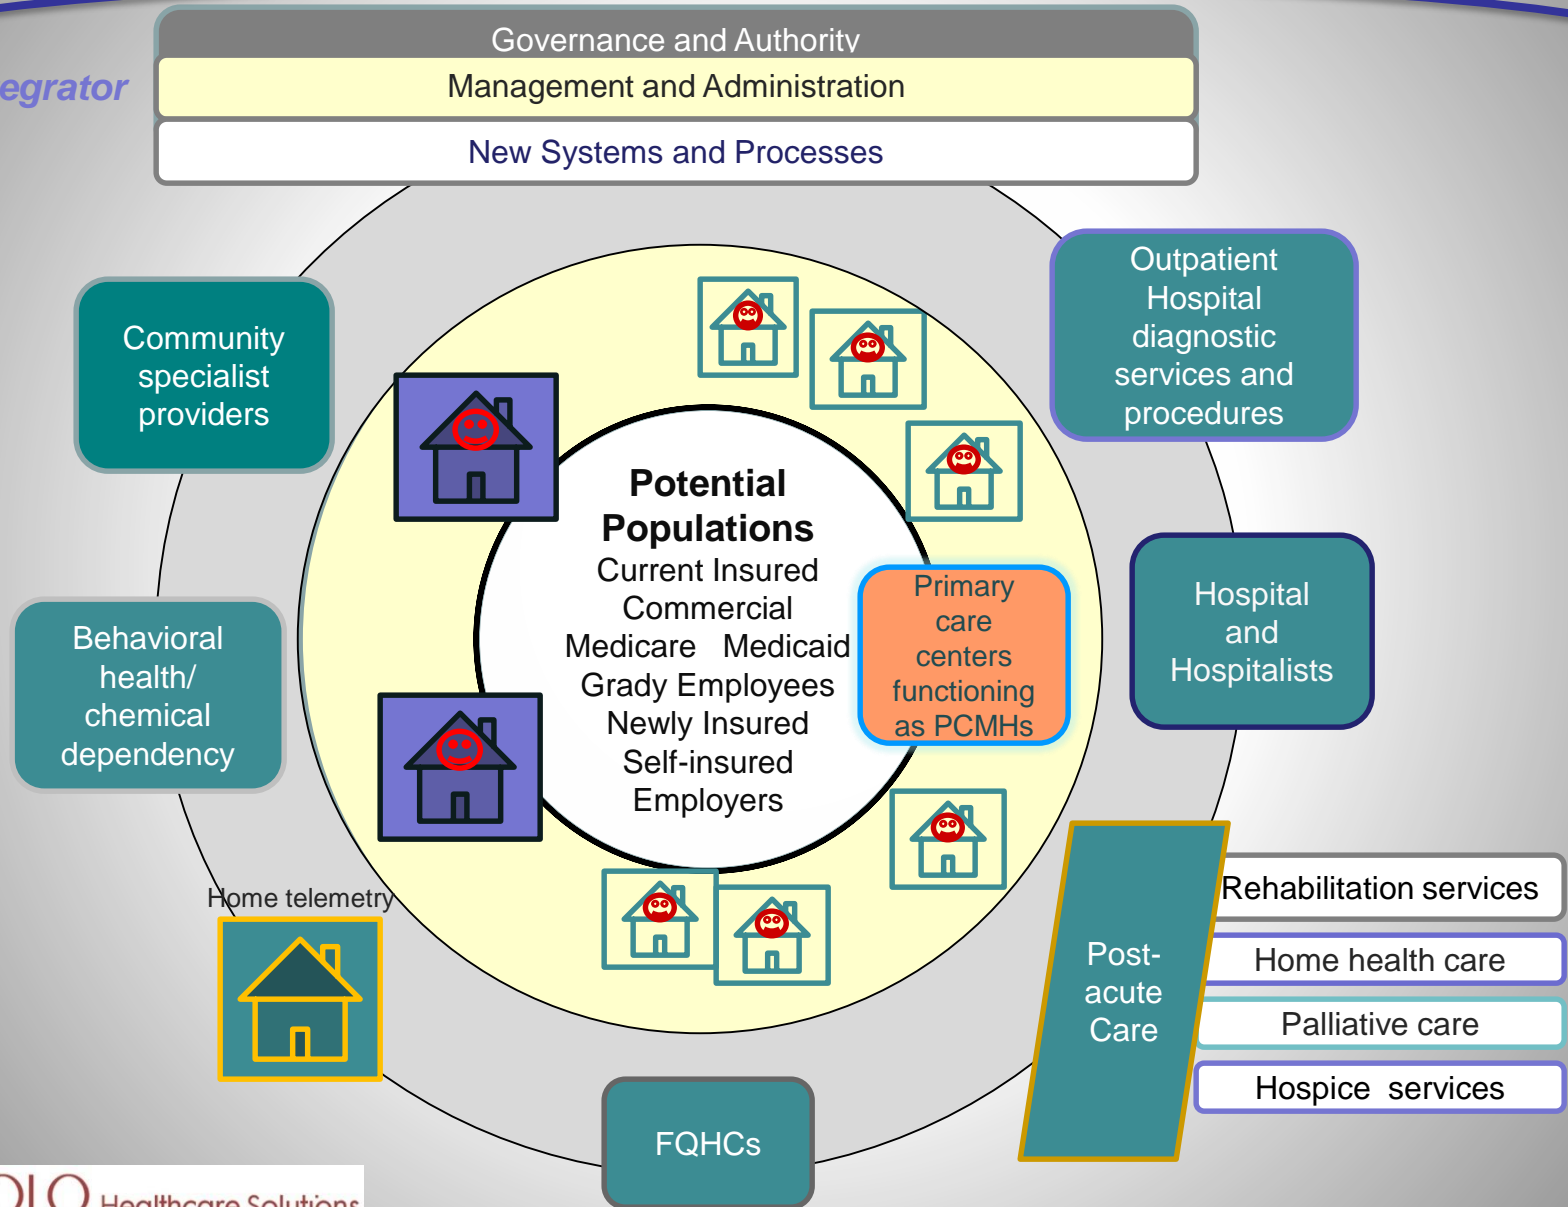 Governance and Authority
egrator
Management and Administration
New Systems and Processes
Community
specialist
providers
Outpatient
Hospital
diagnostic
services and
procedures
Potential
Populations
Current Insured
Commercial
Medicare Medicaid
Grady Employees
Newly Insured
Self-insured
Employers
Primary
care
centers
functioning
as PCMHs
Hospital
and
Hospitalists
Behavioral
health/
chemical
dependency
Home telemetry
Post-
acute
Care
Rehabilitation services
Home health care
Palliative care
Hospice services
FQHCs
Healthcare Solutions